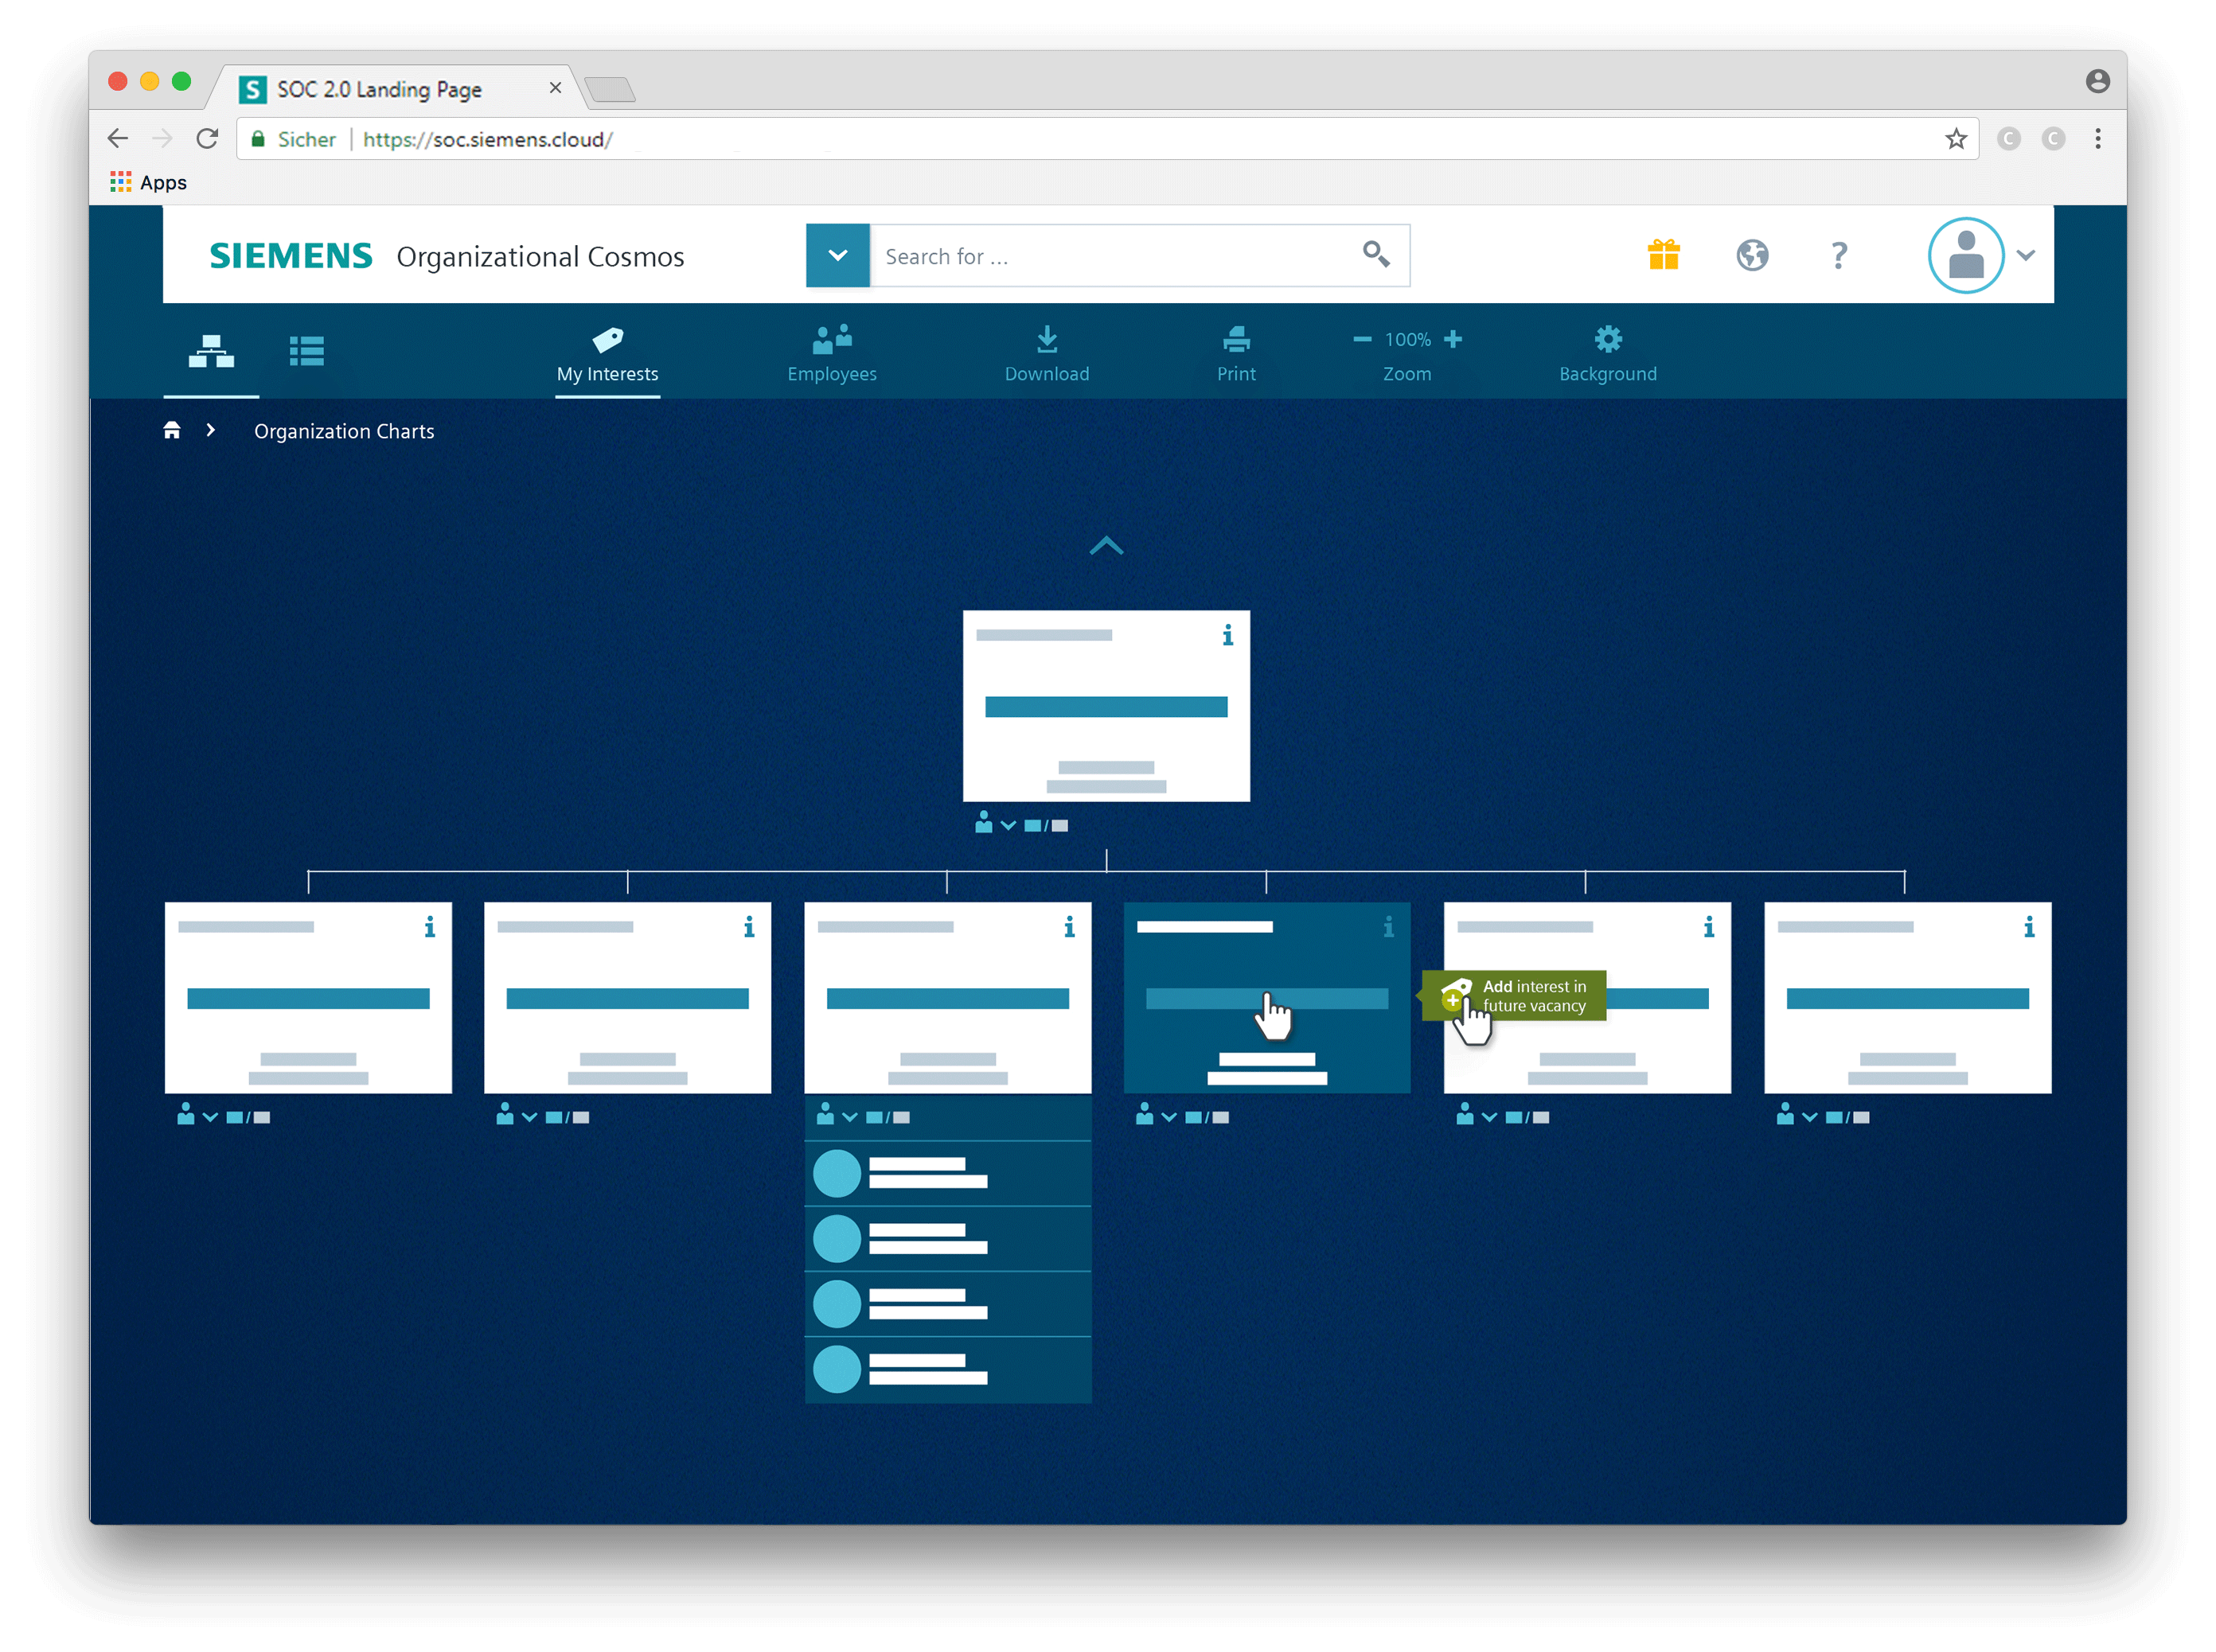 S SOC 2.0 Landing Page
Sicher | https://soc.siemens.cloud/
C C
Apps
SIEMENS Organizational Cosmos Search for ... ?
100%
My Interests Employees Download Print Zoom Background
Organization Charts
i
/
i i i i i i
Add interest in
future vacancy
/ / / / / /